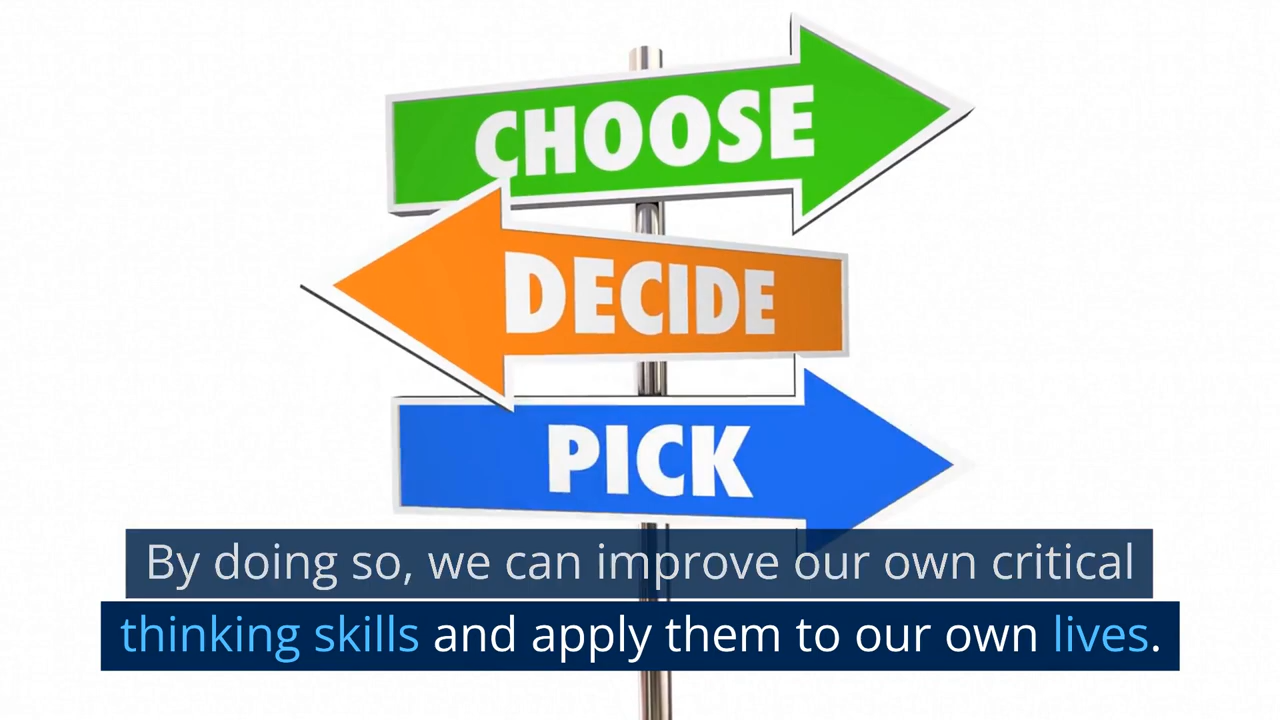 CHOOSE
DECIDE
PICK
By doing so, we can improve our own critical
thinking skills and apply them to our own lives.